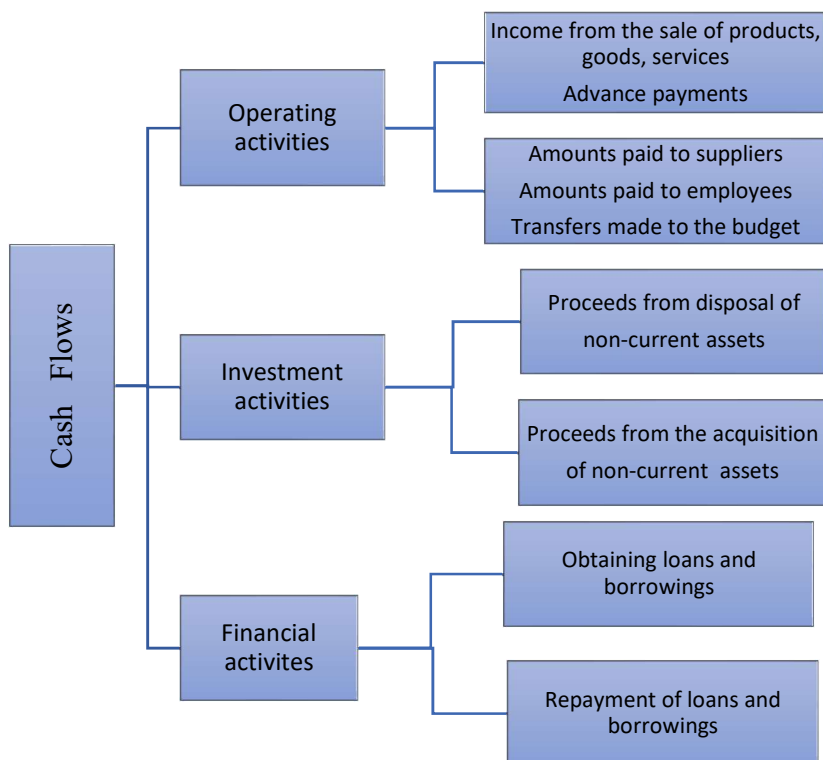 Cash Flows
Operating
activities
Income from the sale of products,
goods, services
Advance payments
Amounts paid to suppliers
Amounts paid to employees
Transfers made to the budget
Investment
activities
Proceeds from disposal of
non-current assets
Proceeds from the acquisition
of non-current assets
Financial
activites
Obtaining loans and
borrowings
Repayment of loans and
borrowings